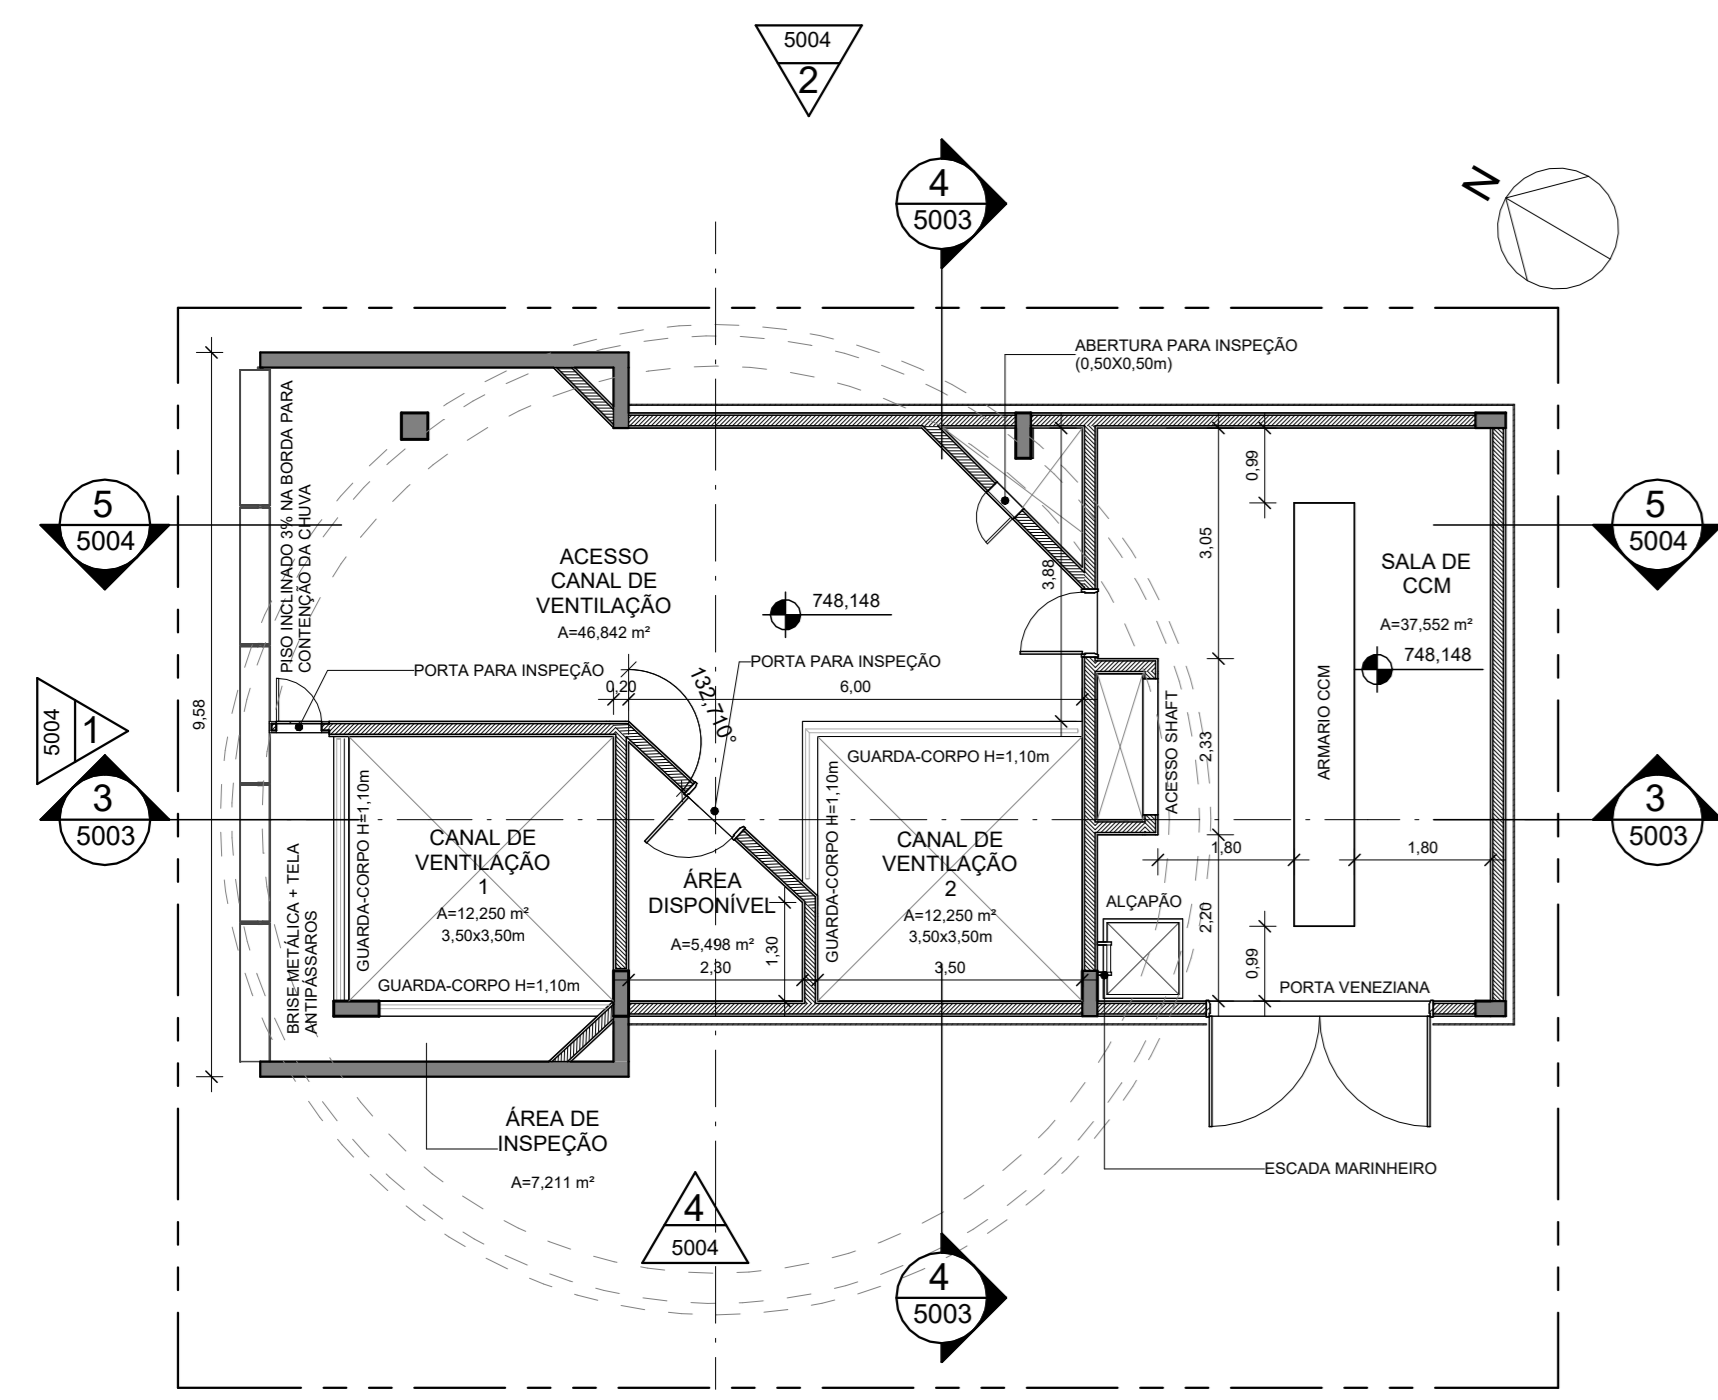 5004
2
4
5003
N
ABERTURA PARA INSPEÇÃO
(0,50X0,50m)
PISO INCLINADO 3% NA BORDA PARA
CONTENÇÃO DA CHUVA
5
5004
5
5004
0,99
3,05
3,88
ACESSO
CANAL DE
VENTILAÇÃO
A=46,842 m²
748,148
SALA DE
CCM
A=37,552 m²
748,148
PORTA PARA INSPEÇÃO
PORTA PARA INSPEÇÃO
0,20
6,00
132,710°
9,58
5004
1
3
5003
3
5003
GUARDA-CORPO H=1,10m
GUARDA-CORPO H=1,10m
GUARDA-CORPO H=1,10m
ACESSO SHAFT
2,33
ARMARIO CCM
CANAL DE
VENTILAÇÃO
1
A=12,250 m²
3,50x3,50m
GUARDA-CORPO H=1,10m
BRISE METÁLICA + TELA
ANTIPÁSSAROS
ÁREA
DISPONÍVEL
A=5,498 m²
2,30
1,30
CANAL DE
VENTILAÇÃO
2
A=12,250 m²
3,50x3,50m
3,50
1,80
1,80
ALÇAPÃO
2,20
0,99
PORTA VENEZIANA
ÁREA DE
INSPEÇÃO
A=7,211 m²
ESCADA MARINHEIRO
4
5004
4
5003